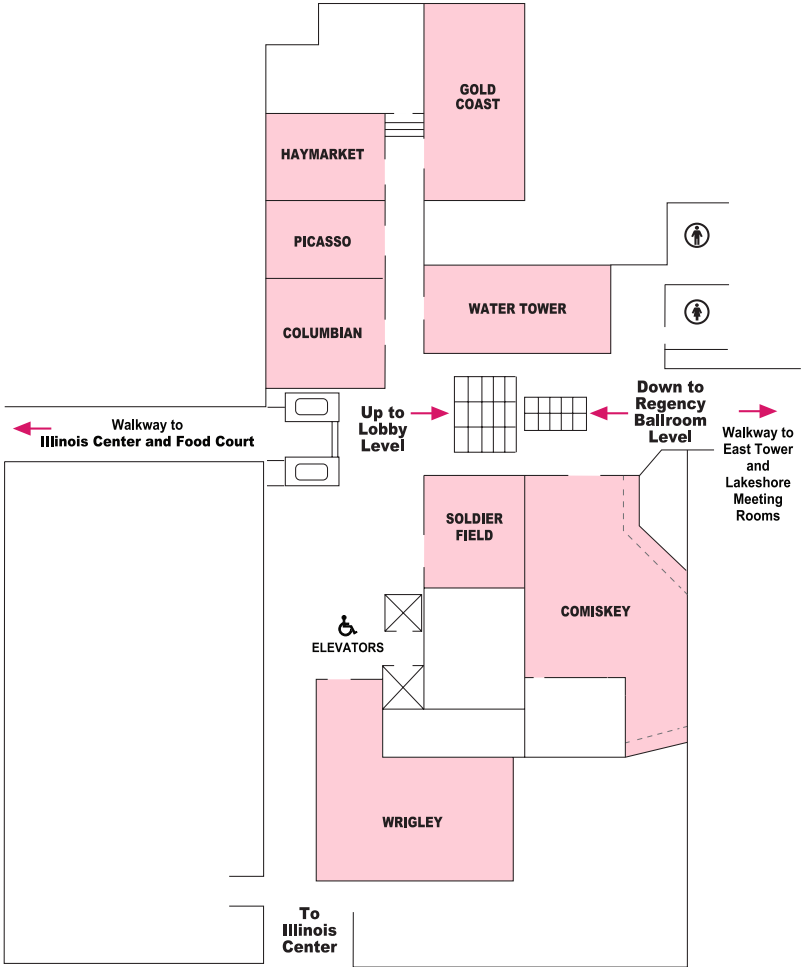 GOLD
COAST
HAYMARKET
PICASSO
WATER TOWER
COLUMBIAN
Walkway to
Illinois Center and Food Court
Up to
Lobby
Level
Down to
Regency
Ballroom
Level
Walkway to
East Tower
and
Lakeshore
Meeting
Rooms
SOLDIER
FIELD
COMISKEY
ELEVATORS
WRIGLEY
To
Illinois
Center